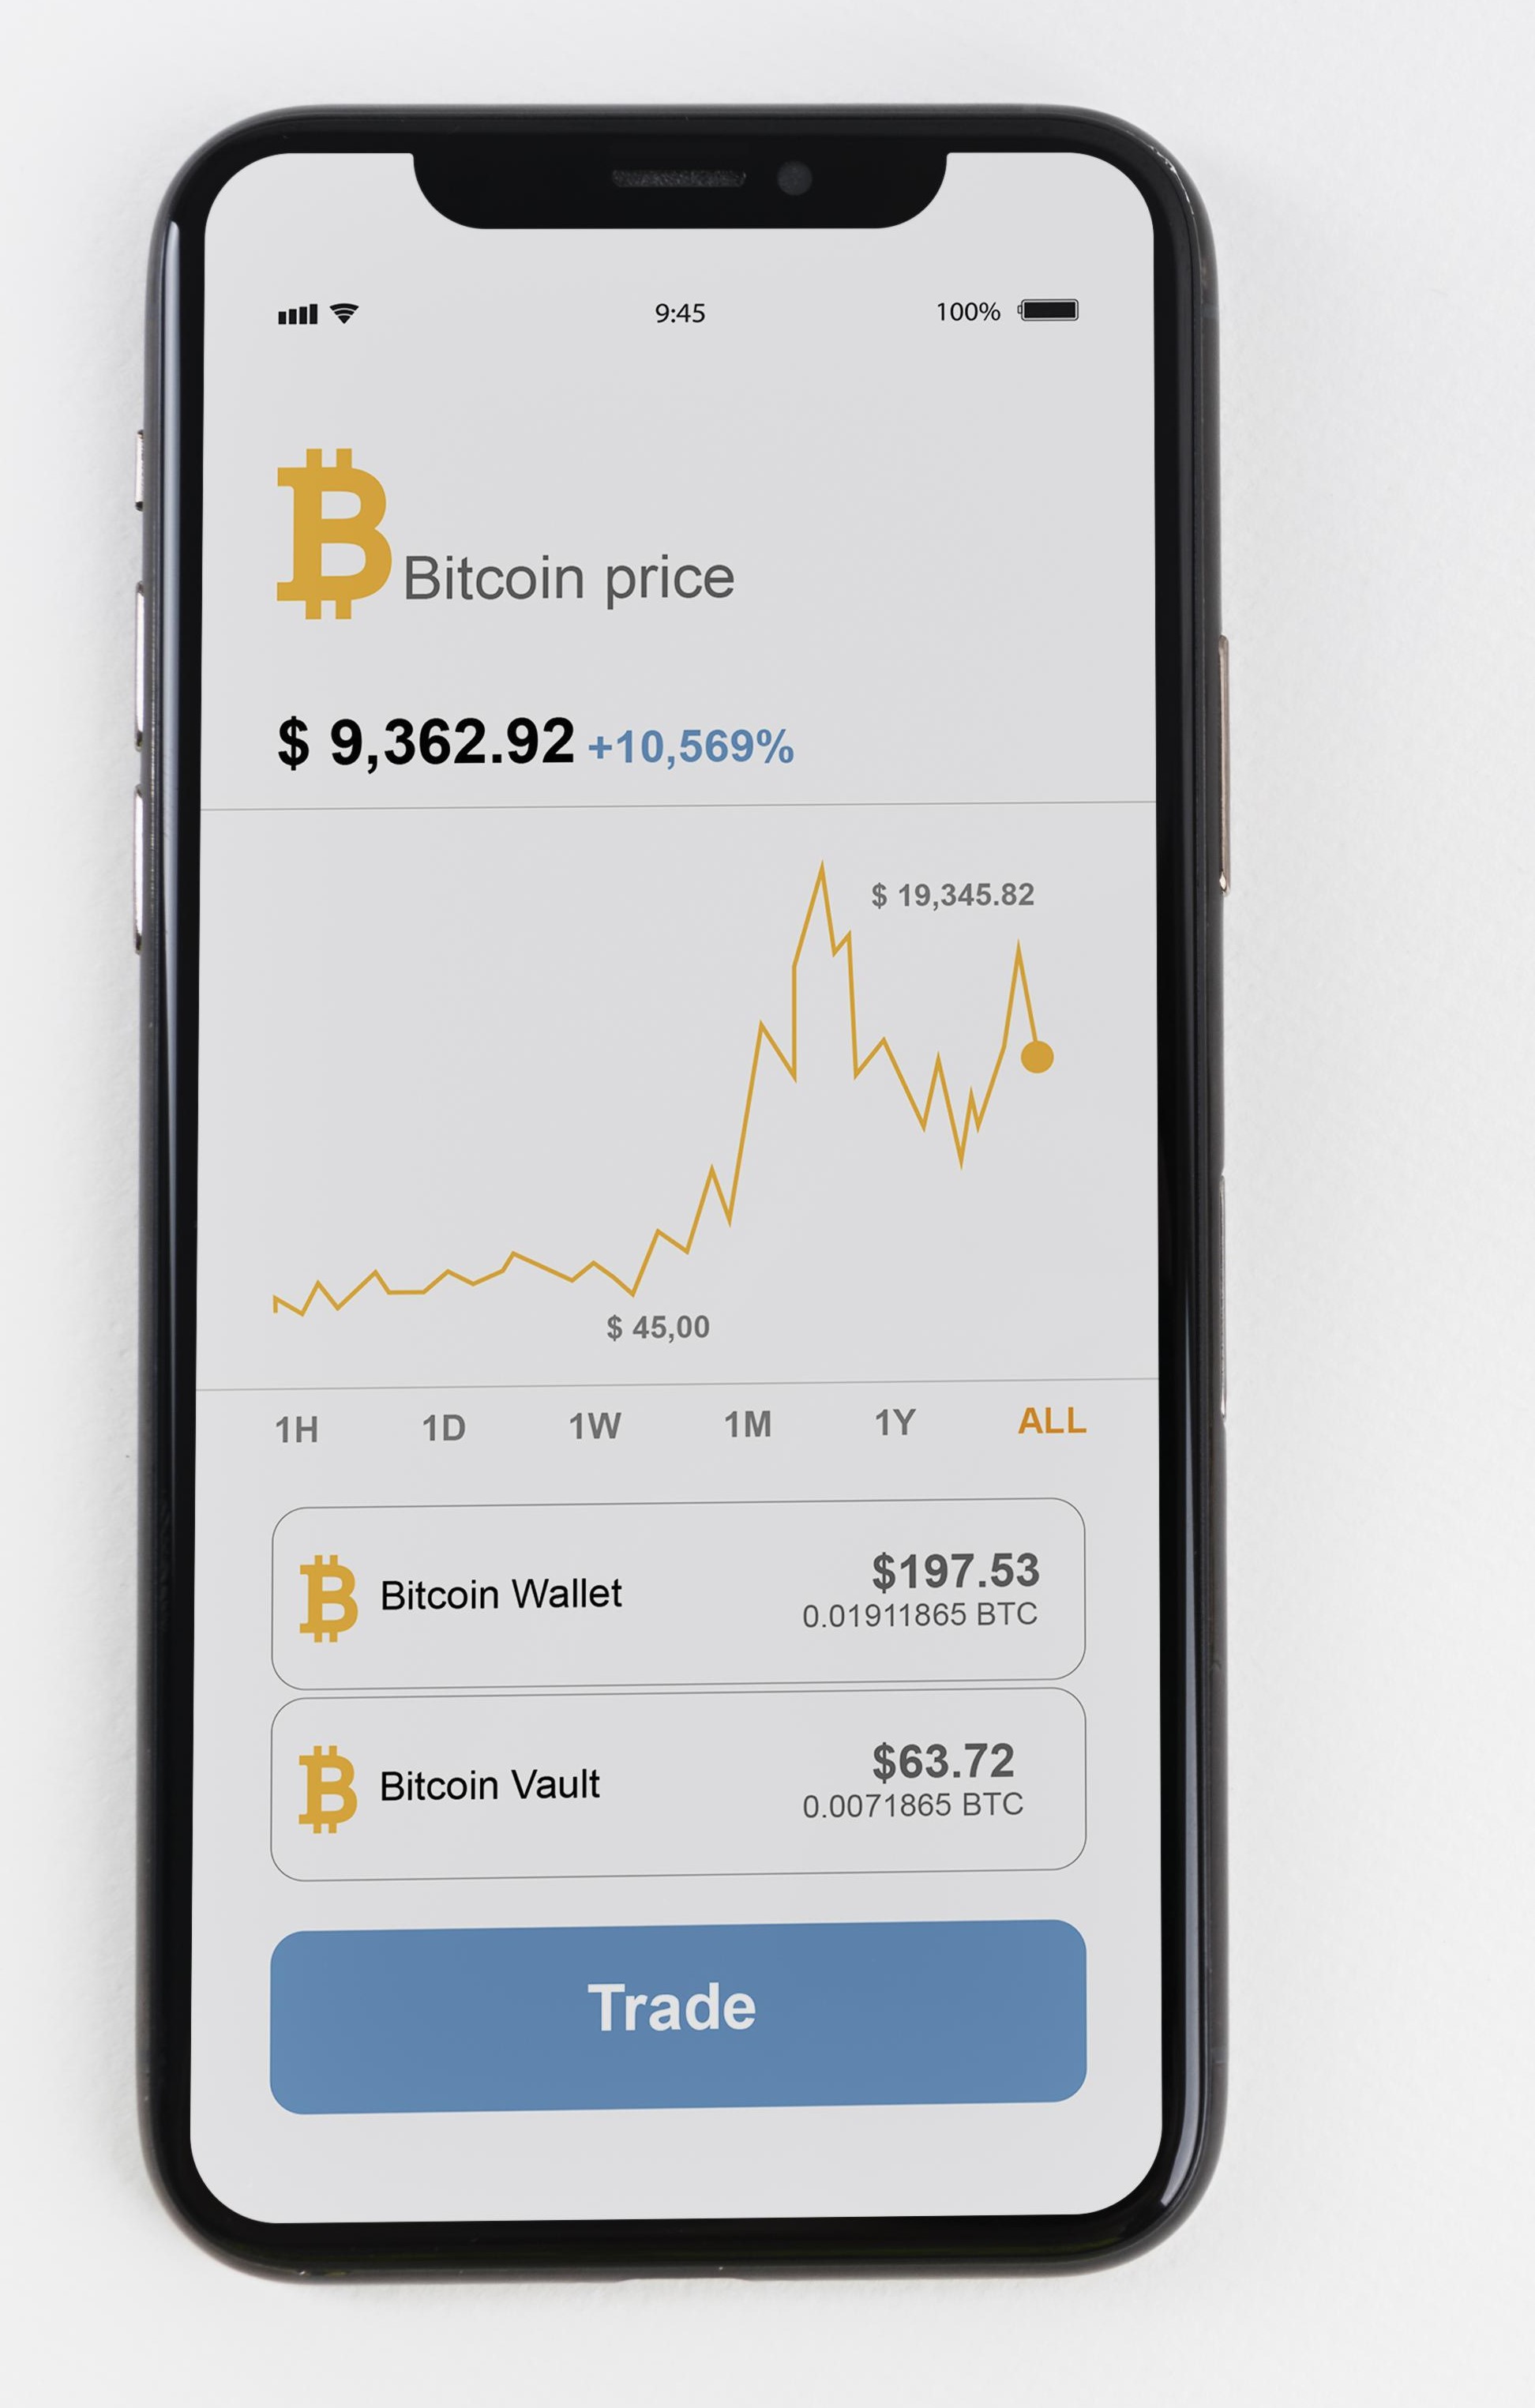 9:45 100%
Bitcoin price
$ 9,362.92 +10,569%
$ 19,345.82
$ 45,00
1H 1D 1W 1M 1Y ALL
Bitcoin Wallet $197.53
0.01911865 BTC
Bitcoin Vault $63.72
0.0071865 BTC
Trade